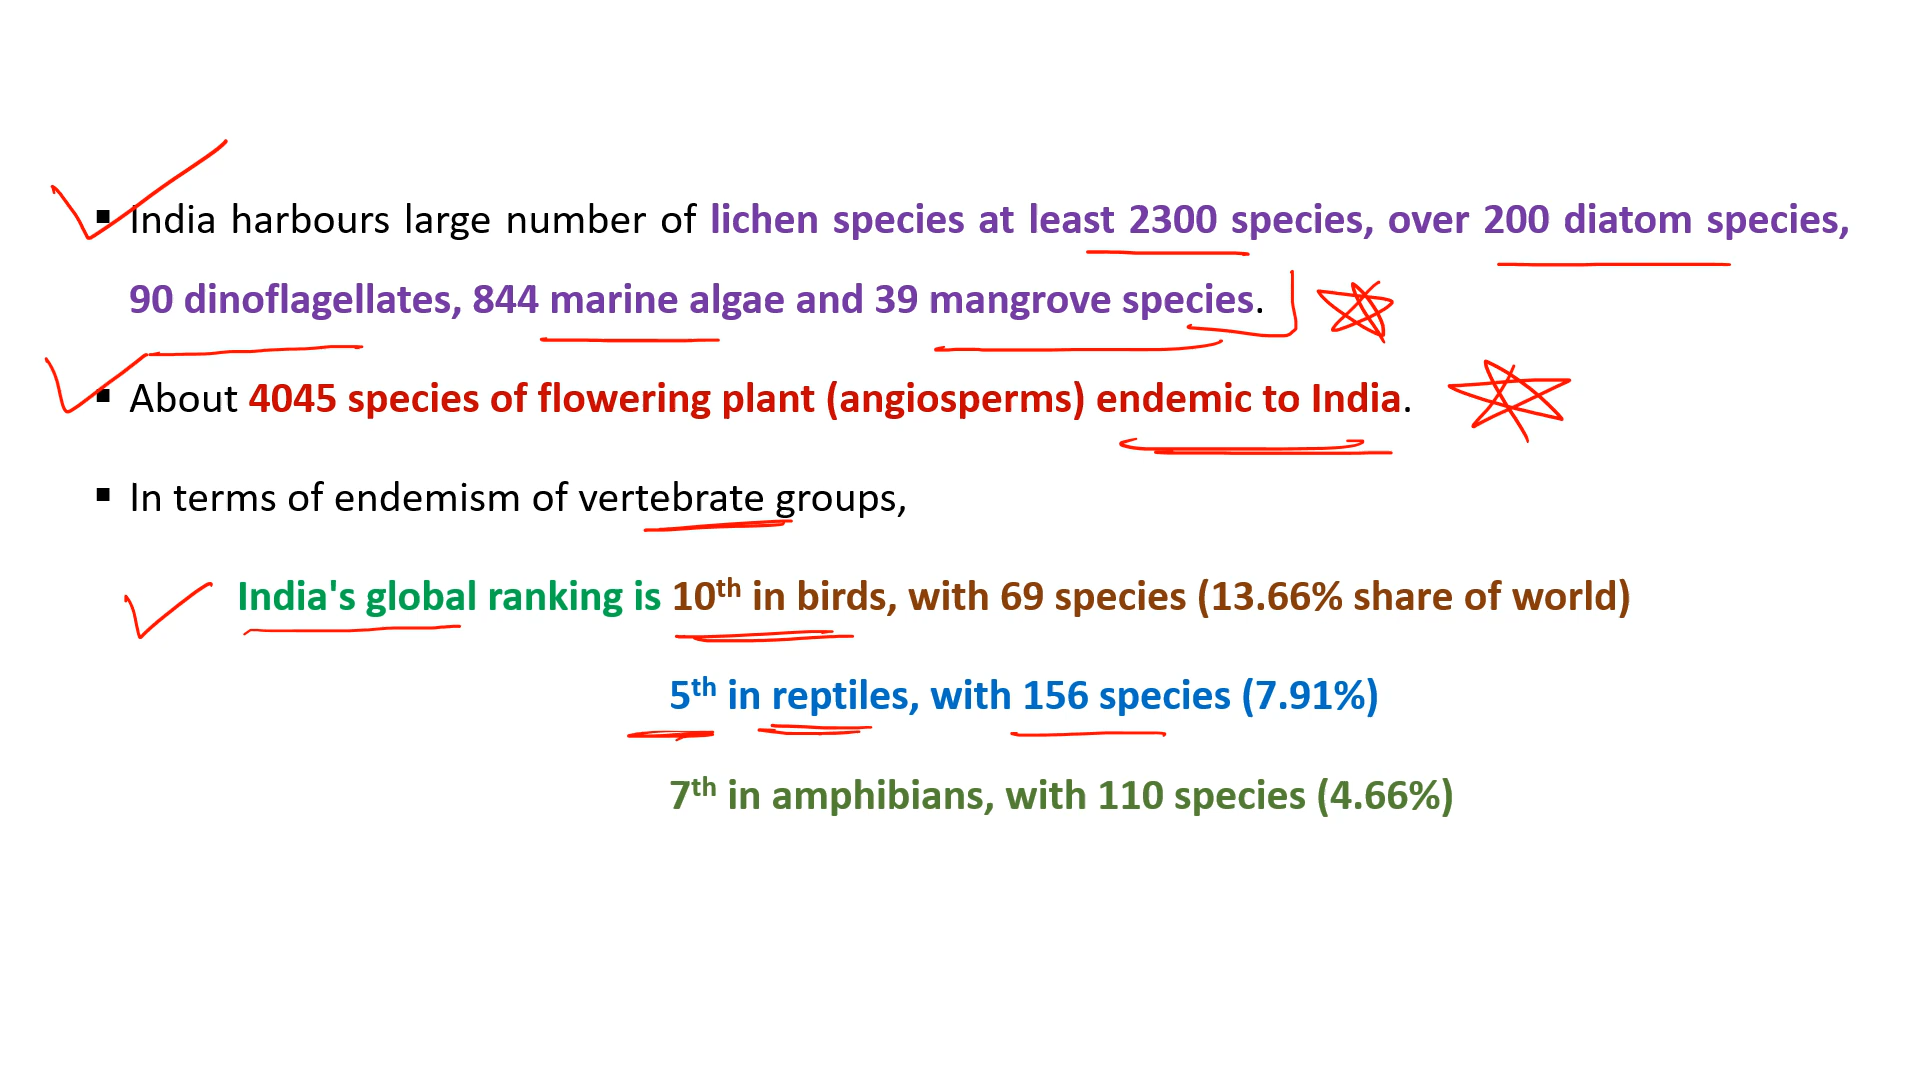 ▪ India harbours large number of lichen species at least 2300 species, over 200 diatom species,
90 dinoflagellates, 844 marine algae and 39 mangrove species.
▪ About 4045 species of flowering plant (angiosperms) endemic to India.
▪ In terms of endemism of vertebrate groups,
India's global ranking is 10th in birds, with 69 species (13.66% share of world)
5th in reptiles, with 156 species (7.91%)
7th in amphibians, with 110 species (4.66%)